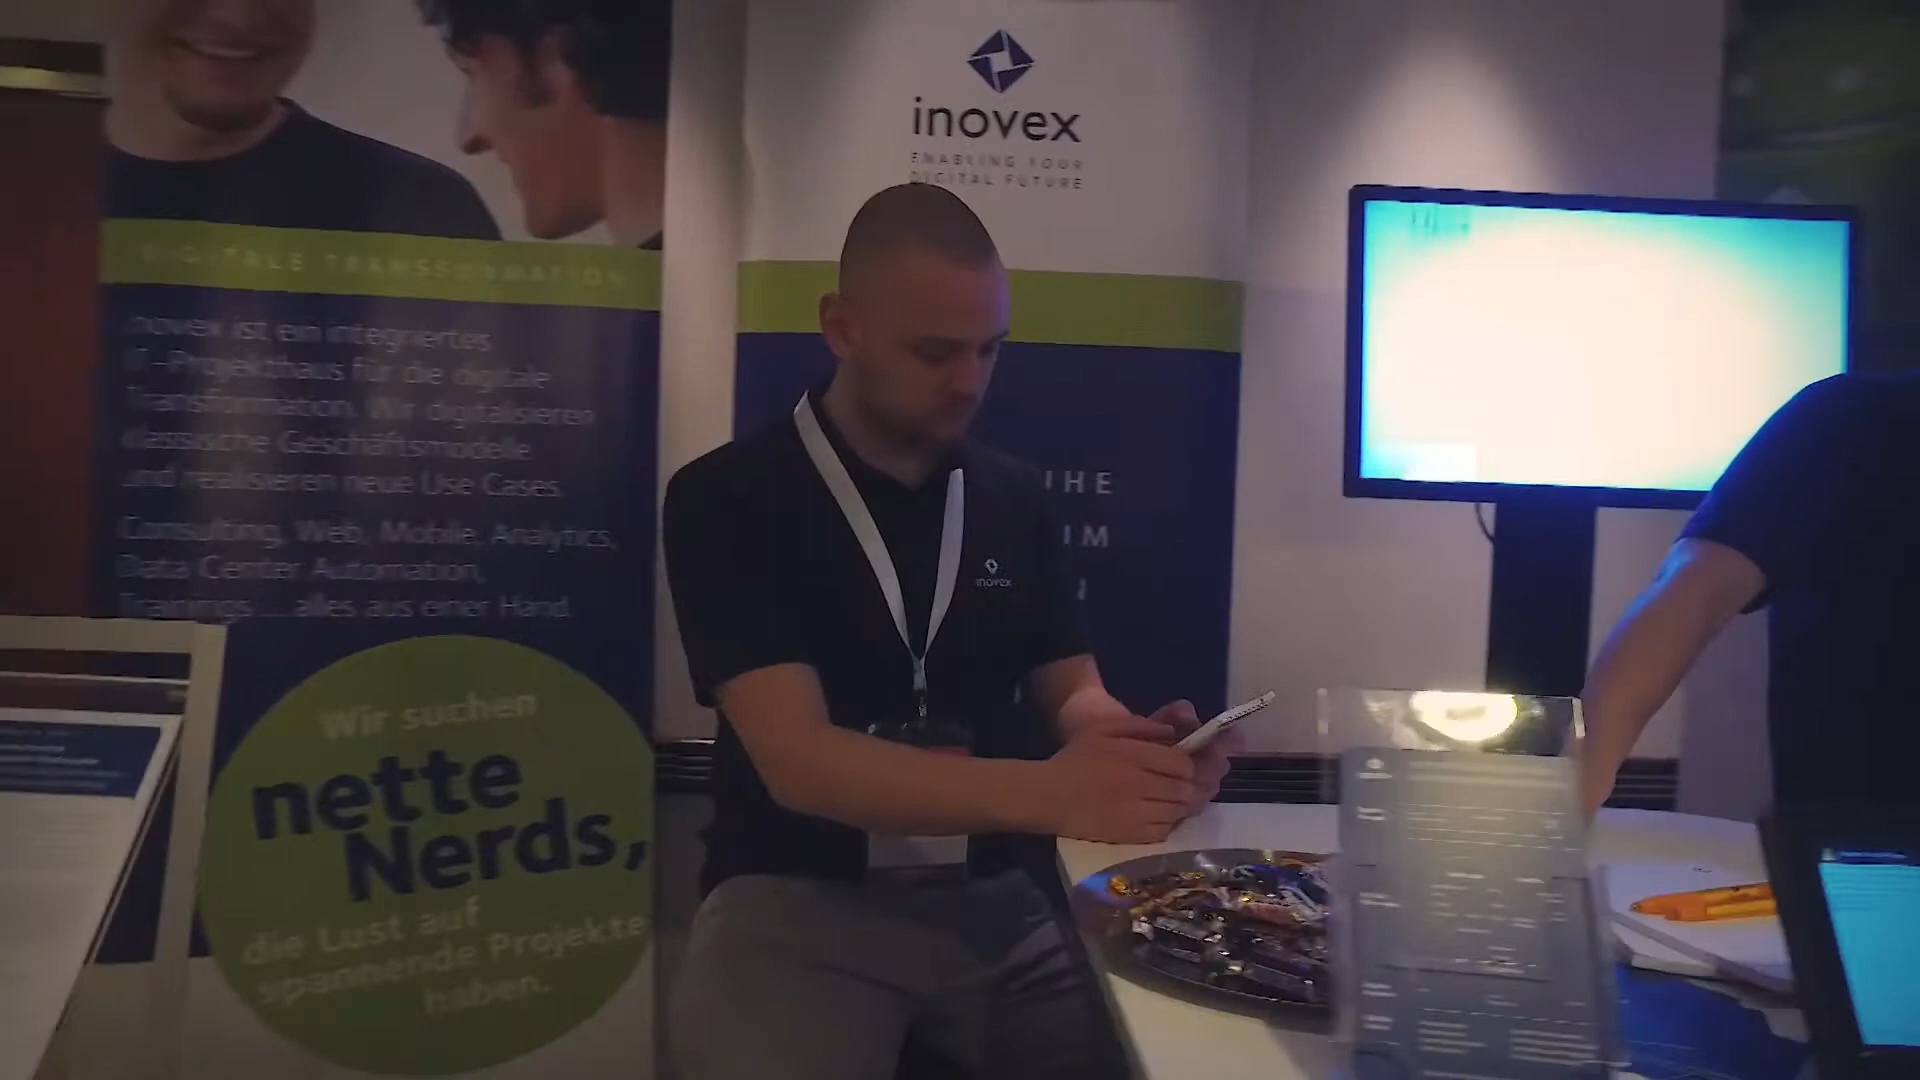 DIGITALE TRANSFORMATION
inovex ist ein integriertes
IT-Projekthaus für die digitale
Transformation. Wir digitalisieren
klassische Geschäftsmodelle
und realisieren neue Use Cases.
Consulting, Web, Mobile, Analytics,
Data Center Automation,
Trainings ... alles aus einer Hand.
Wir suchen
nette
Nerds,
die Lust auf
spannende Projekte
haben.
inovex
ENABLING YOUR
DIGITAL FUTURE
UHE
IM
N
inovex